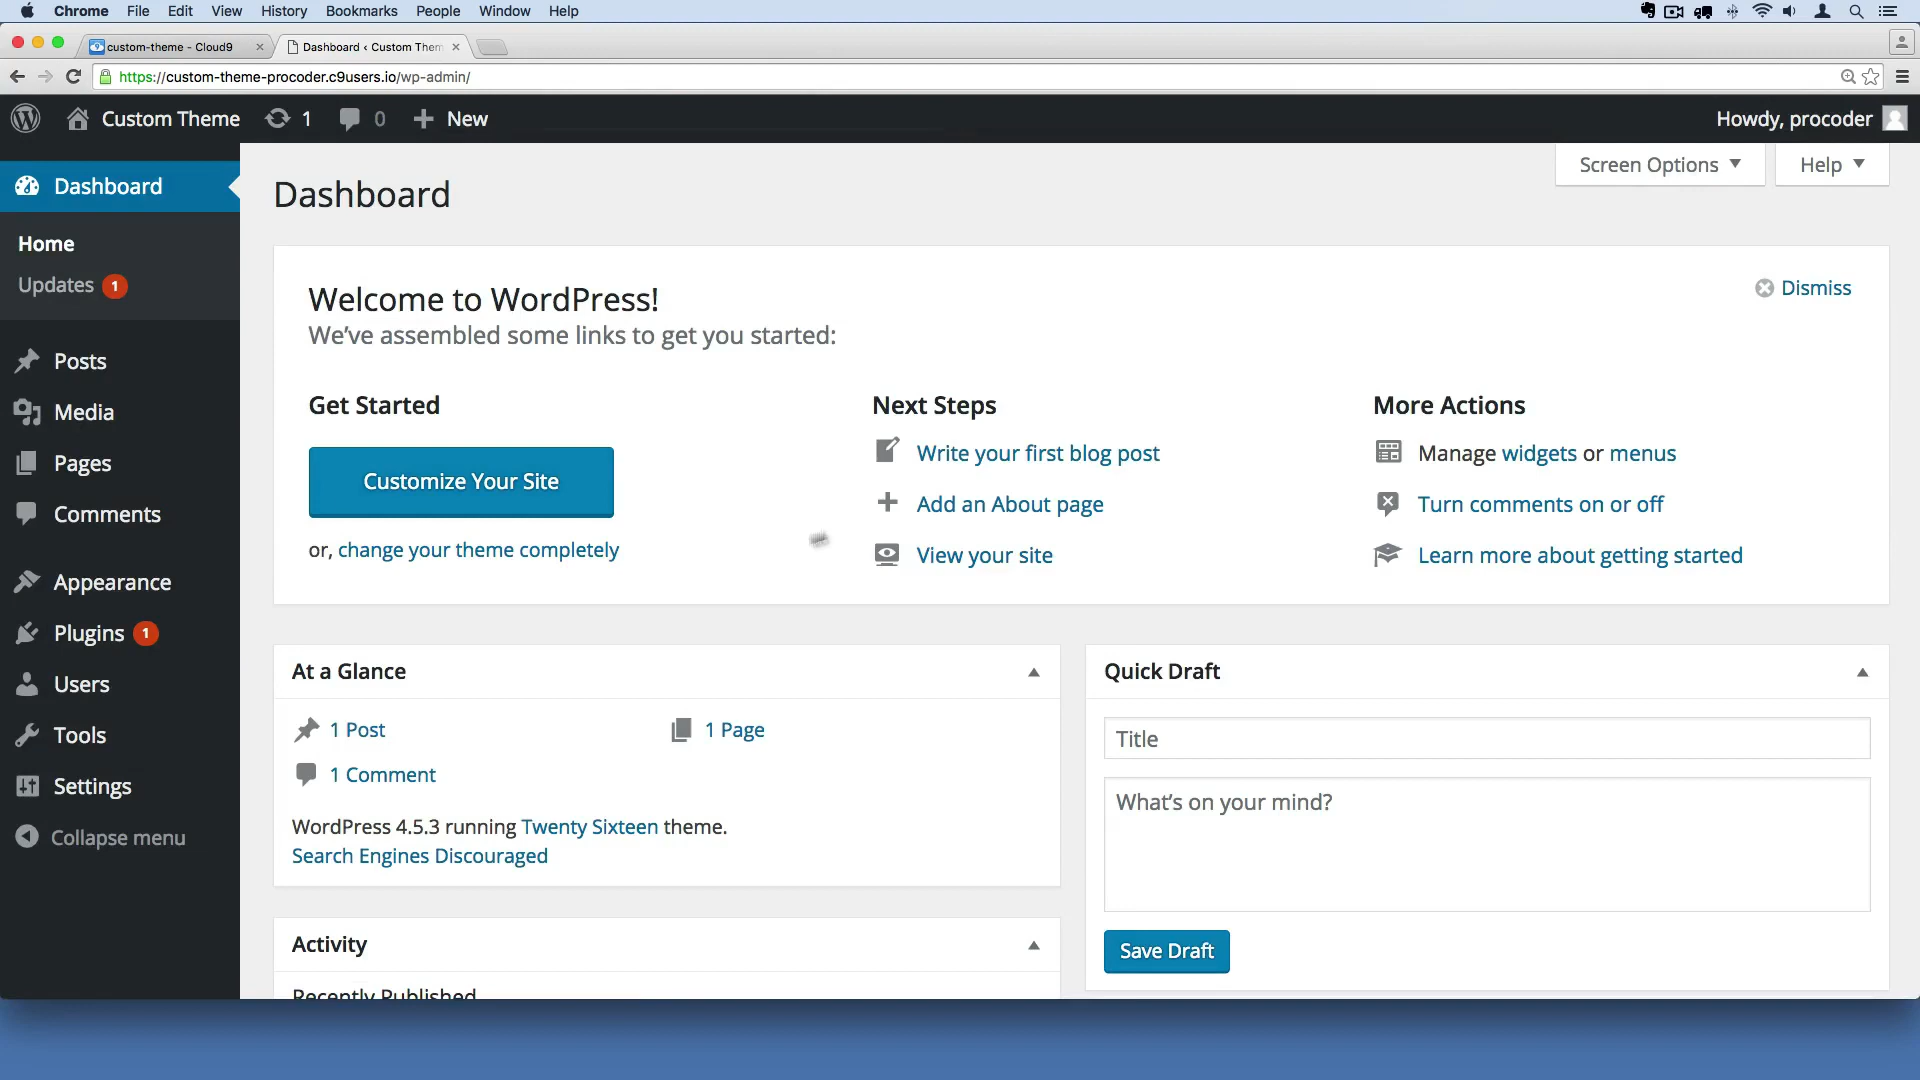 Chrome File Edit View History Bookmarks People Window Help
custom-theme - Cloud9
Dashboard ‹ Custom Them
https://custom-theme-procoder.c9users.io/wp-admin/
Custom Theme 1 0 New
Howdy, procoder
Screen Options Help
Dashboard
Home
Updates 1
Posts
Media
Pages
Comments
Appearance
Plugins 1
Users
Tools
Settings
Collapse menu
Dashboard
Welcome to WordPress!
Dismiss
We’ve assembled some links to get you started:
Get Started
Customize Your Site
or, change your theme completely
Next Steps
Write your first blog post
Add an About page
View your site
More Actions
Manage widgets or menus
Turn comments on or off
Learn more about getting started
At a Glance
1 Post
1 Page
1 Comment
WordPress 4.5.3 running Twenty Sixteen theme.
Search Engines Discouraged
Activity
Recently Published
Quick Draft
Title
What’s on your mind?
Save Draft